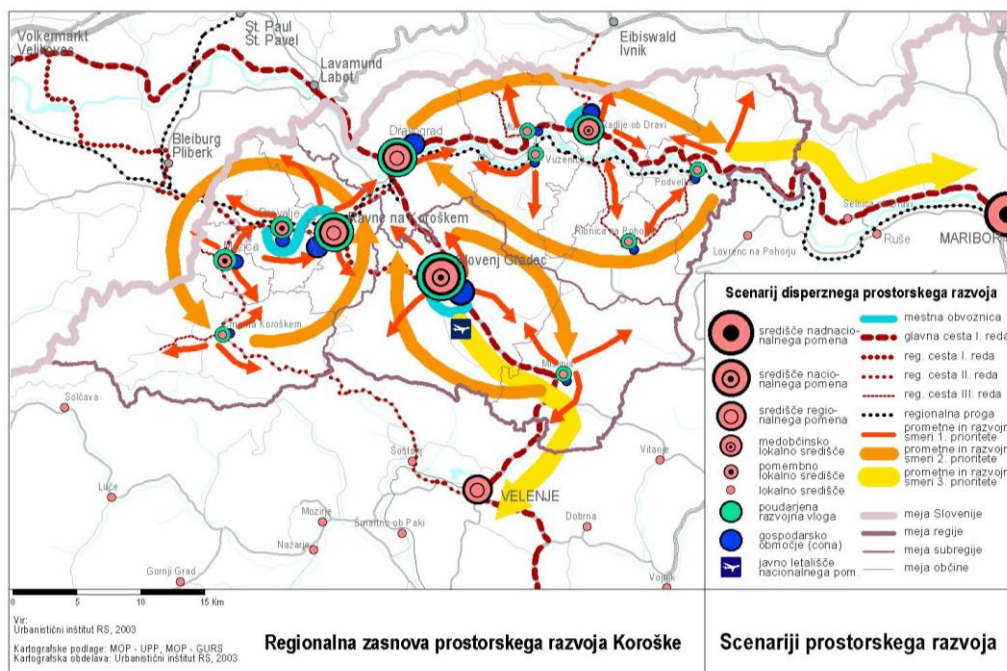 Volkermarkt
Velikovec
St. Paul
St. Pavel
Lavamund
Labot
Eibiswald
Ivnik
Bleiburg
Pliberk
Dravograd
Radlje ob Dravi
Vuzenica
Podvelka
Ribnica na Pohorju
Selnica ob Dravi
Ruše
MARIBOR
Lovrenc na Pohorju
Prevalje
Ravne na Koroškem
Mežica
Črna na Koroškem
Slovenj Gradec
Mislinja
Solčava
Luče
Šoštanj
VELENJE
Vitanje
Mozirje
Šmartno ob Paki
Dobrna
Nazarje
Gornji Grad
Vojnik
0 5 10 15 Km
Scenarij disperznega prostorskega razvoja
središče nadnacio-
nalnega pomena
središče nacio-
nalnega pomena
središče regio-
nalnega pomena
medobčinsko
lokalno središče
pomembno
lokalno središče
lokalno središče
poudarjena
razvojna vloga
gospodarsko
območje (cona)
javno letališče
nacionalnega pom.
mestna obvoznica
glavna cesta I. reda
reg. cesta I. reda
reg. cesta II. reda
reg. cesta III. reda
regionalna proga
prometne in razvojn
smeri 1. prioritete
prometne in razvojn
smeri 2. prioritete
prometne in razvojn
smeri 3. prioritete
meja Slovenije
meja regije
meja subregije
meja občine
Vir:
Urbanistični inštitut RS, 2003
Kartografske podlage: MOP - UPP, MOP - GURS
Kartografska obdelava: Urbanistični inštitut RS, 2003
Regionalna zasnova prostorskega razvoja Koroške
Scenariji prostorskega razvoja